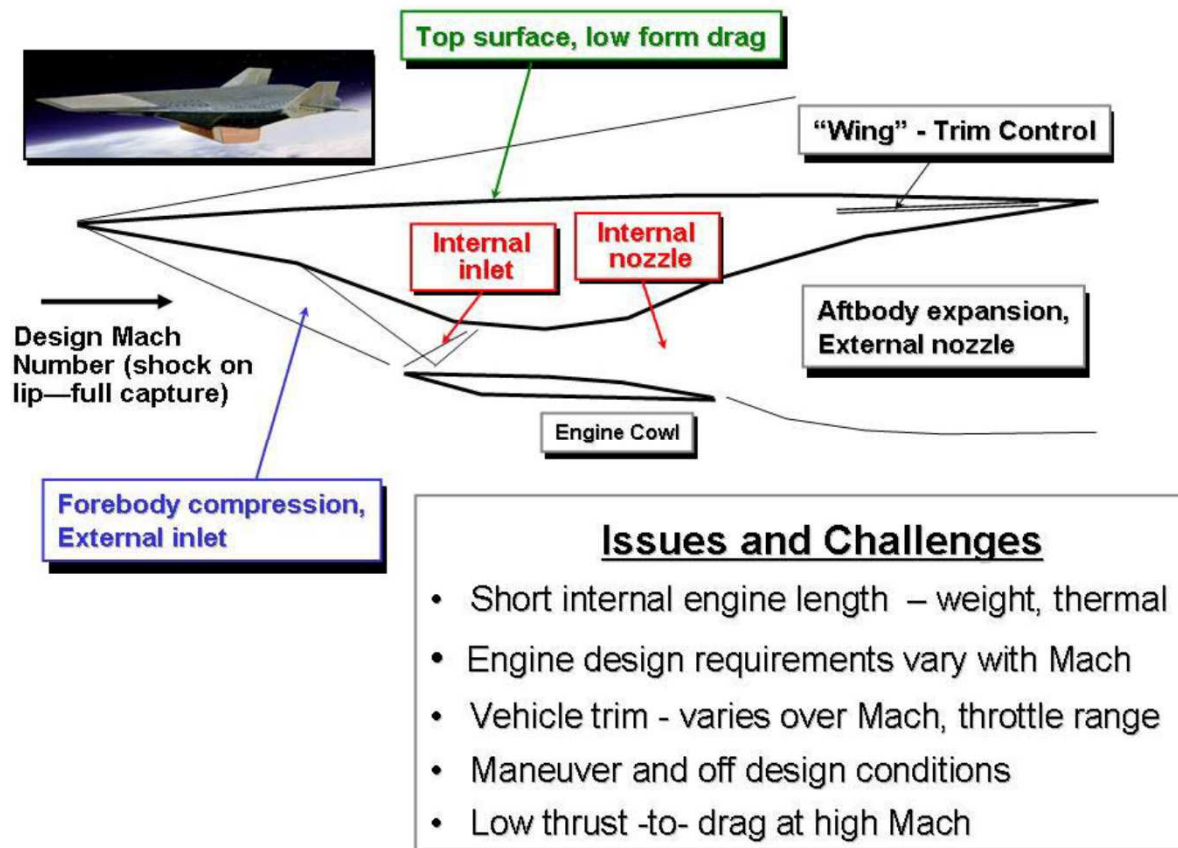 Top surface, low form drag
“Wing” - Trim Control
Internal
inlet
Internal
nozzle
Design Mach
Number (shock on
lip—full capture)
Aftbody expansion,
External nozzle
Engine Cowl
Forebody compression,
External inlet
Issues and Challenges
• Short internal engine length – weight, thermal
• Engine design requirements vary with Mach
• Vehicle trim - varies over Mach, throttle range
• Maneuver and off design conditions
• Low thrust -to- drag at high Mach